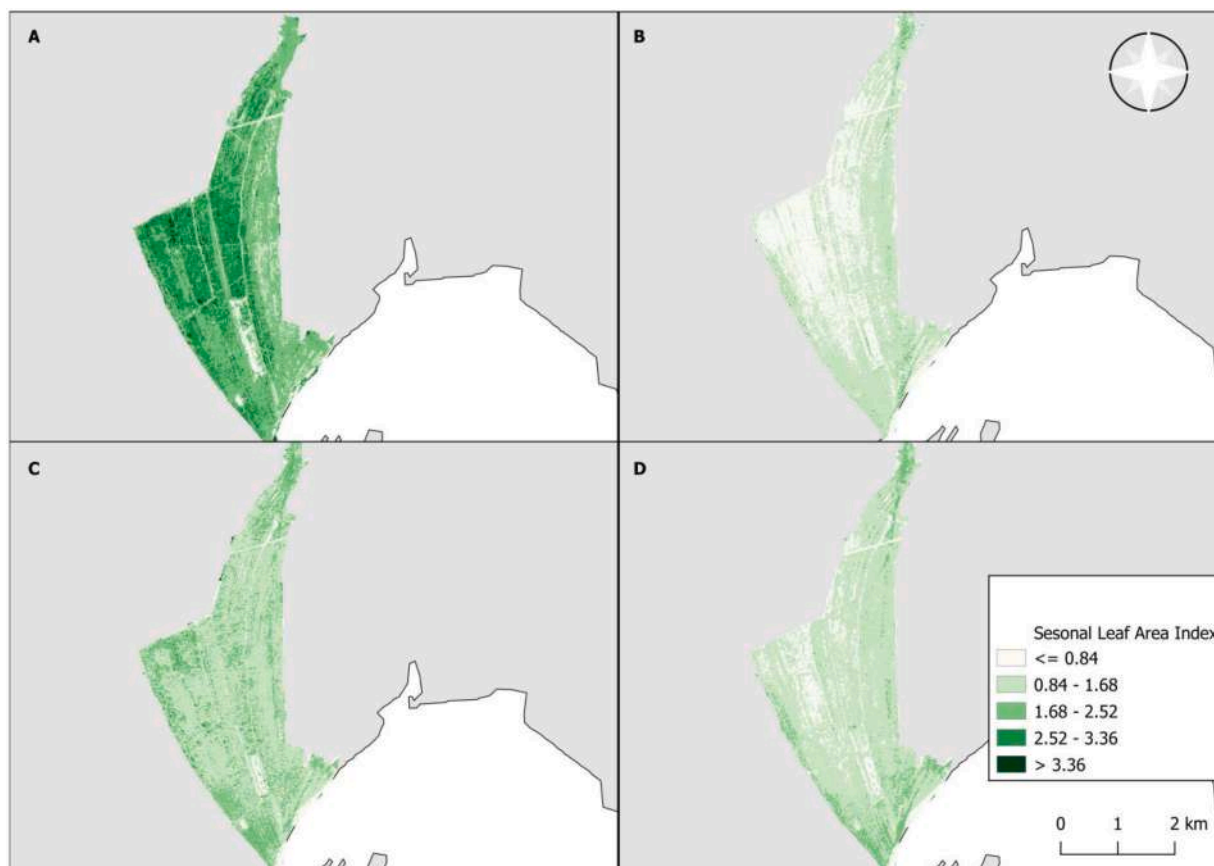 A
B
C
D
Sesonal Leaf Area Index
<= 0.84
0.84 - 1.68
1.68 - 2.52
2.52 - 3.36
> 3.36
0 1 2 km